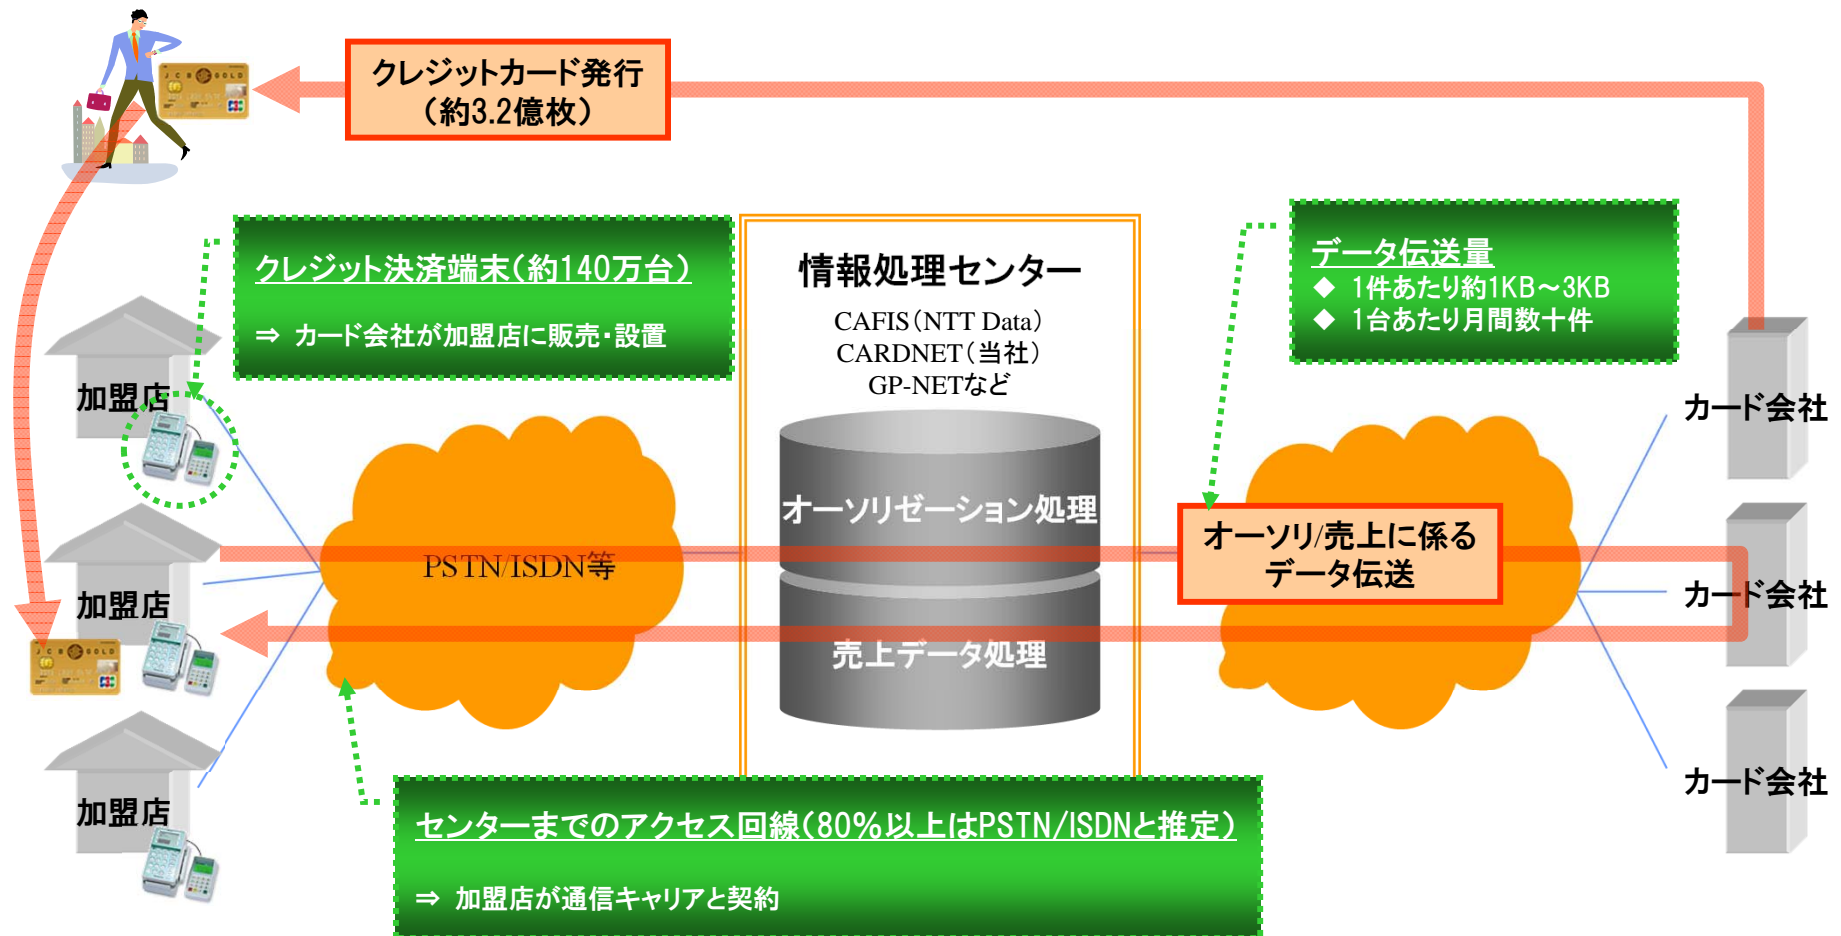 クレジットカード発行
（約3.2億枚）
JCB GOLD
クレジット決済端末（約140万台）
⇒ カード会社が加盟店に販売・設置
情報処理センター
CAFIS（NTT Data）
CARDNET（当社）
GP-NETなど
データ伝送量
◆ 1件あたり約1KB～3KB
◆ 1台あたり月間数十件
加盟店
カード会社
オーソリゼーション処理
PSTN/ISDN等
オーソリ/売上に係る
データ伝送
加盟店
カード会社
JCB GOLD
売上データ処理
加盟店
カード会社
センターまでのアクセス回線（80％以上はPSTN/ISDNと推定）
⇒ 加盟店が通信キャリアと契約